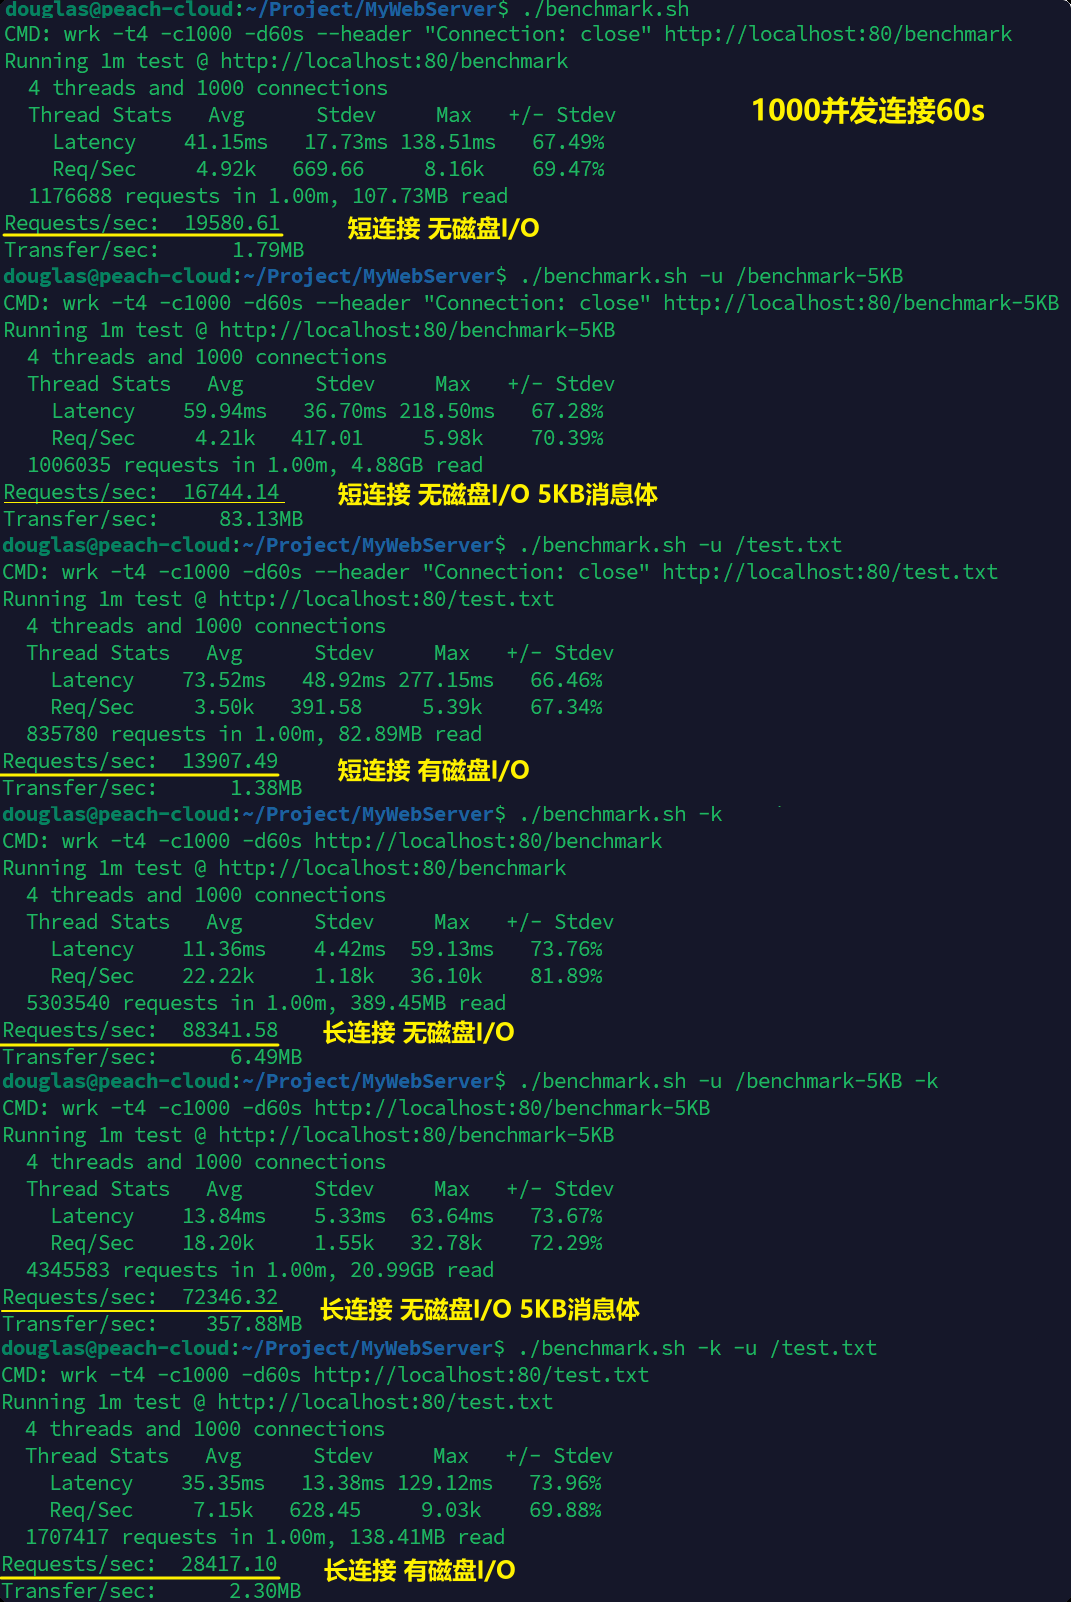 douglas@peach-cloud:~/Project/MyWebServer$ ./benchmark.sh
CMD: wrk -t4 -c1000 -d60s --header "Connection: close" http://localhost:80/benchmark
Running 1m test @ http://localhost:80/benchmark
4 threads and 1000 connections
Thread Stats Avg Stdev Max +/- Stdev
1000并发连接60s
Latency 41.15ms 17.73ms 138.51ms 67.49%
Req/Sec 4.92k 669.66 8.16k 69.47%
1176688 requests in 1.00m, 107.73MB read
Requests/sec: 19580.61
短连接 无磁盘I/O
Transfer/sec: 1.79MB
douglas@peach-cloud:~/Project/MyWebServer$ ./benchmark.sh -u /benchmark-5KB
CMD: wrk -t4 -c1000 -d60s --header "Connection: close" http://localhost:80/benchmark-5KB
Running 1m test @ http://localhost:80/benchmark-5KB
4 threads and 1000 connections
Thread Stats Avg Stdev Max +/- Stdev
Latency 59.94ms 36.70ms 218.50ms 67.28%
Req/Sec 4.21k 417.01 5.98k 70.39%
1006035 requests in 1.00m, 4.88GB read
Requests/sec: 16744.14
短连接 无磁盘I/O 5KB消息体
Transfer/sec: 83.13MB
douglas@peach-cloud:~/Project/MyWebServer$ ./benchmark.sh -u /test.txt
CMD: wrk -t4 -c1000 -d60s --header "Connection: close" http://localhost:80/test.txt
Running 1m test @ http://localhost:80/test.txt
4 threads and 1000 connections
Thread Stats Avg Stdev Max +/- Stdev
Latency 73.52ms 48.92ms 277.15ms 66.46%
Req/Sec 3.50k 391.58 5.39k 67.34%
835780 requests in 1.00m, 82.89MB read
Requests/sec: 13907.49
短连接 有磁盘I/O
Transfer/sec: 1.38MB
douglas@peach-cloud:~/Project/MyWebServer$ ./benchmark.sh -k
CMD: wrk -t4 -c1000 -d60s http://localhost:80/benchmark
Running 1m test @ http://localhost:80/benchmark
4 threads and 1000 connections
Thread Stats Avg Stdev Max +/- Stdev
Latency 11.36ms 4.42ms 59.13ms 73.76%
Req/Sec 22.22k 1.18k 36.10k 81.89%
5303540 requests in 1.00m, 389.45MB read
Requests/sec: 88341.58
长连接 无磁盘I/O
Transfer/sec: 6.49MB
douglas@peach-cloud:~/Project/MyWebServer$ ./benchmark.sh -u /benchmark-5KB -k
CMD: wrk -t4 -c1000 -d60s http://localhost:80/benchmark-5KB
Running 1m test @ http://localhost:80/benchmark-5KB
4 threads and 1000 connections
Thread Stats Avg Stdev Max +/- Stdev
Latency 13.84ms 5.33ms 63.64ms 73.67%
Req/Sec 18.20k 1.55k 32.78k 72.29%
4345583 requests in 1.00m, 20.99GB read
Requests/sec: 72346.32
长连接 无磁盘I/O 5KB消息体
Transfer/sec: 357.88MB
douglas@peach-cloud:~/Project/MyWebServer$ ./benchmark.sh -k -u /test.txt
CMD: wrk -t4 -c1000 -d60s http://localhost:80/test.txt
Running 1m test @ http://localhost:80/test.txt
4 threads and 1000 connections
Thread Stats Avg Stdev Max +/- Stdev
Latency 35.35ms 13.38ms 129.12ms 73.96%
Req/Sec 7.15k 628.45 9.03k 69.88%
1707417 requests in 1.00m, 138.41MB read
Requests/sec: 28417.10
长连接 有磁盘I/O
Transfer/sec: 2.30MB